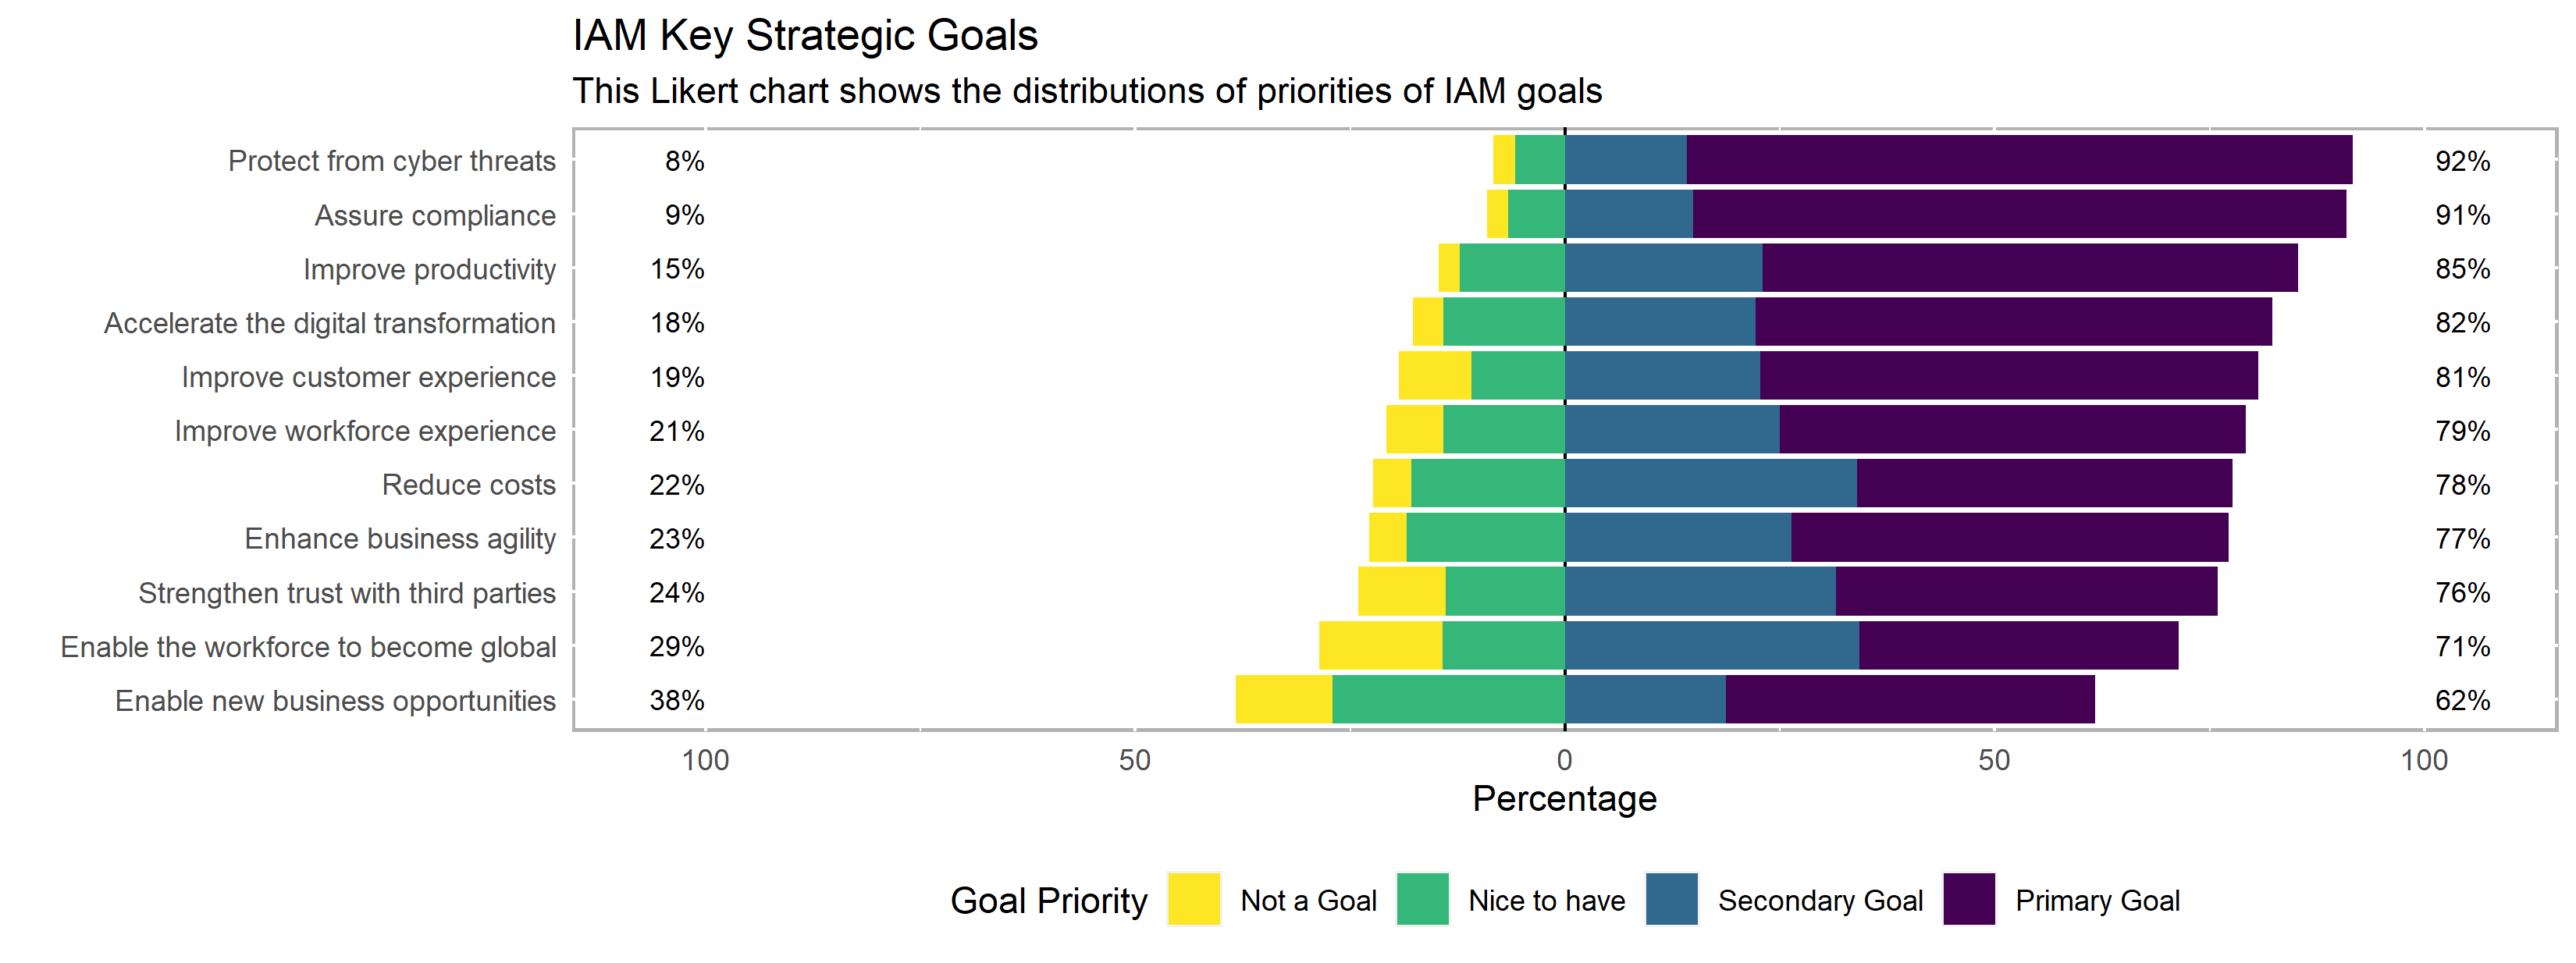 IAM Key Strategic Goals
This Likert chart shows the distributions of priorities of IAM goals
Protect from cyber threats 8% 92%
Assure compliance 9% 91%
Improve productivity 15% 85%
Accelerate the digital transformation 18% 82%
Improve customer experience 19% 81%
Improve workforce experience 21% 79%
Reduce costs 22% 78%
Enhance business agility 23% 77%
Strengthen trust with third parties 24% 76%
Enable the workforce to become global 29% 71%
Enable new business opportunities 38% 62%
100 50 0 50 100
Percentage
Goal Priority Not a Goal Nice to have Secondary Goal Primary Goal